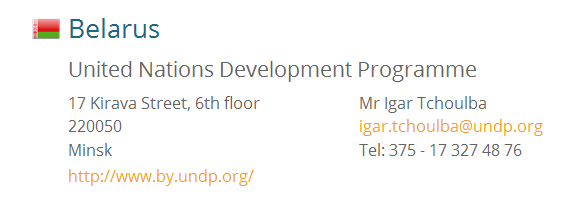 Belarus
United Nations Development Programme
17 Kirava Street, 6th floor
220050
Minsk
http://www.by.undp.org/
Mr Igar Tchoulba
igar.tchoulba@undp.org
Tel: 375 - 17 327 48 76